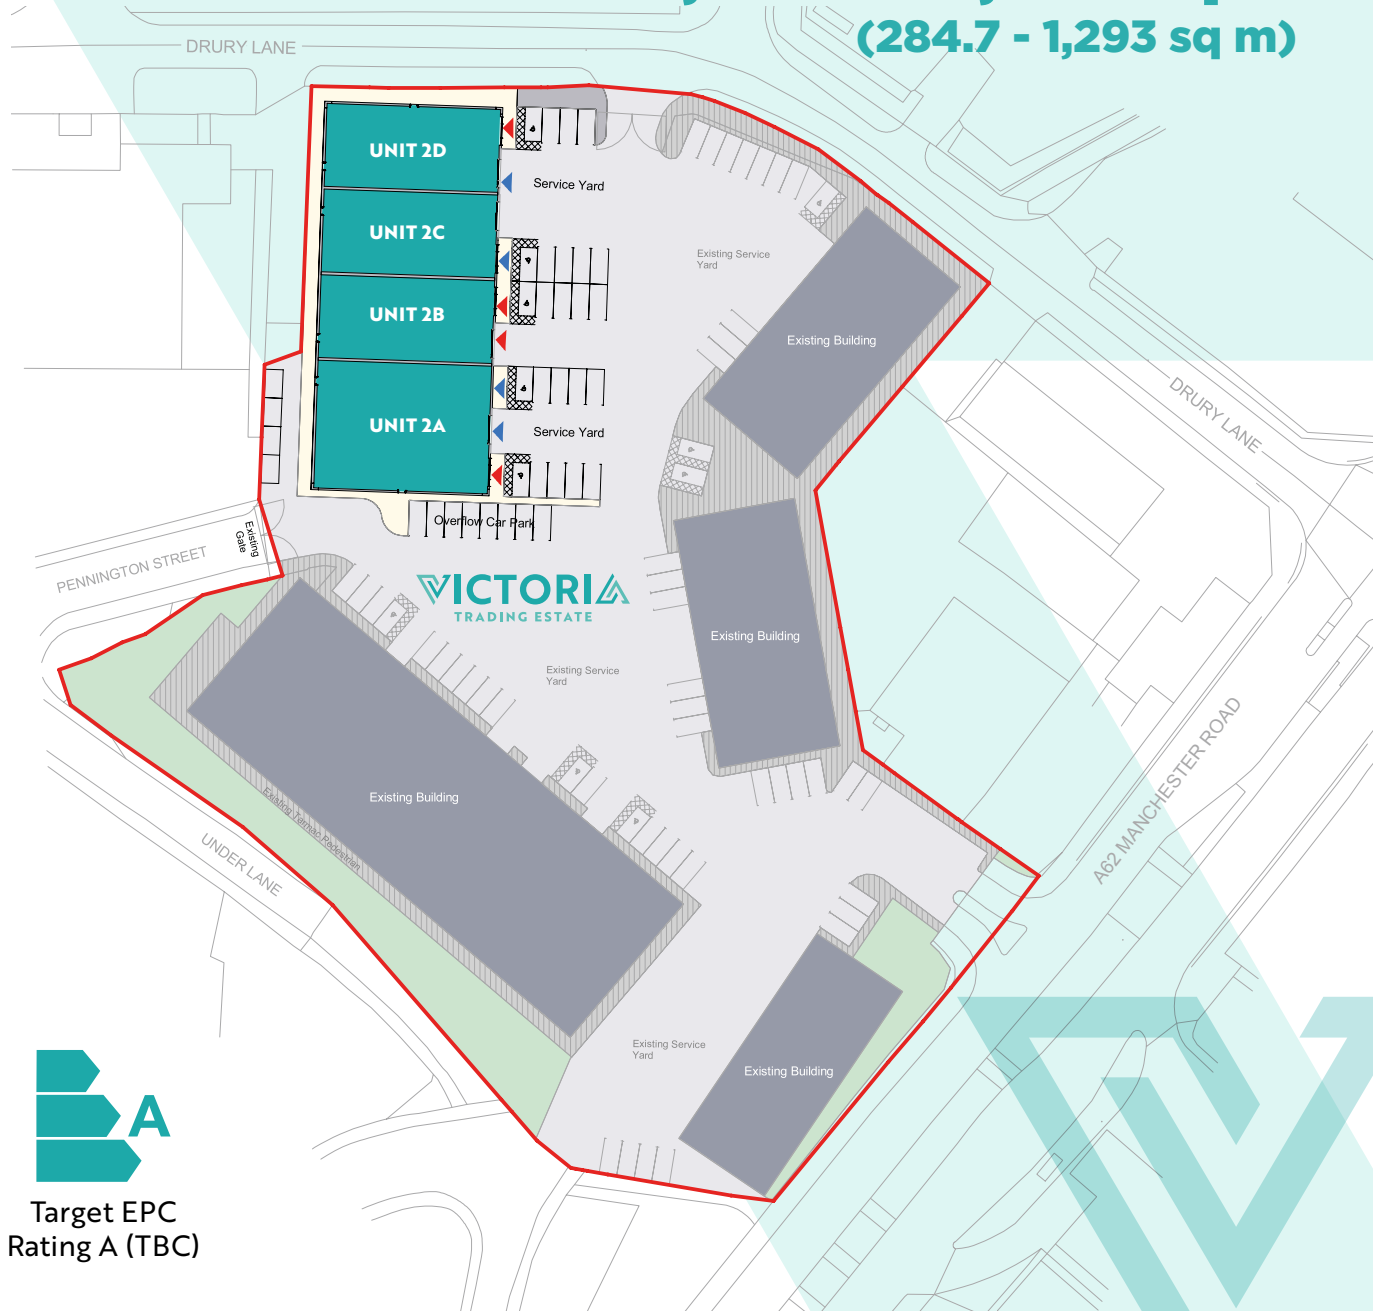 (284.7 - 1,293 sq m)
DRURY LANE
UNIT 2D
Service Yard
UNIT 2C
Existing Service
Yard
UNIT 2B
Existing Building
DRURY LANE
UNIT 2A
Service Yard
Overflow Car Park
Existing
Gate
PENNINGTON STREET
VICTORIA
TRADING ESTATE
Existing Building
Existing Service
Yard
A62 MANCHESTER ROAD
Existing Building
Existing Tarmac Pedestrian
UNDER LANE
Existing Service
Yard
Existing Building
A
Target EPC
Rating A (TBC)